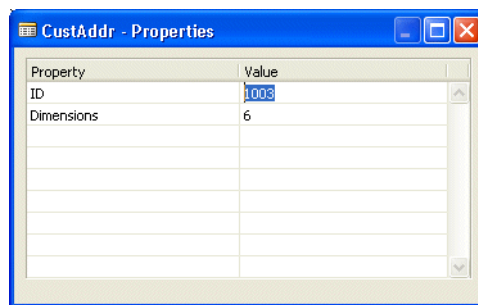 CustAddr - Properties
Property Value
ID 1003
Dimensions 6